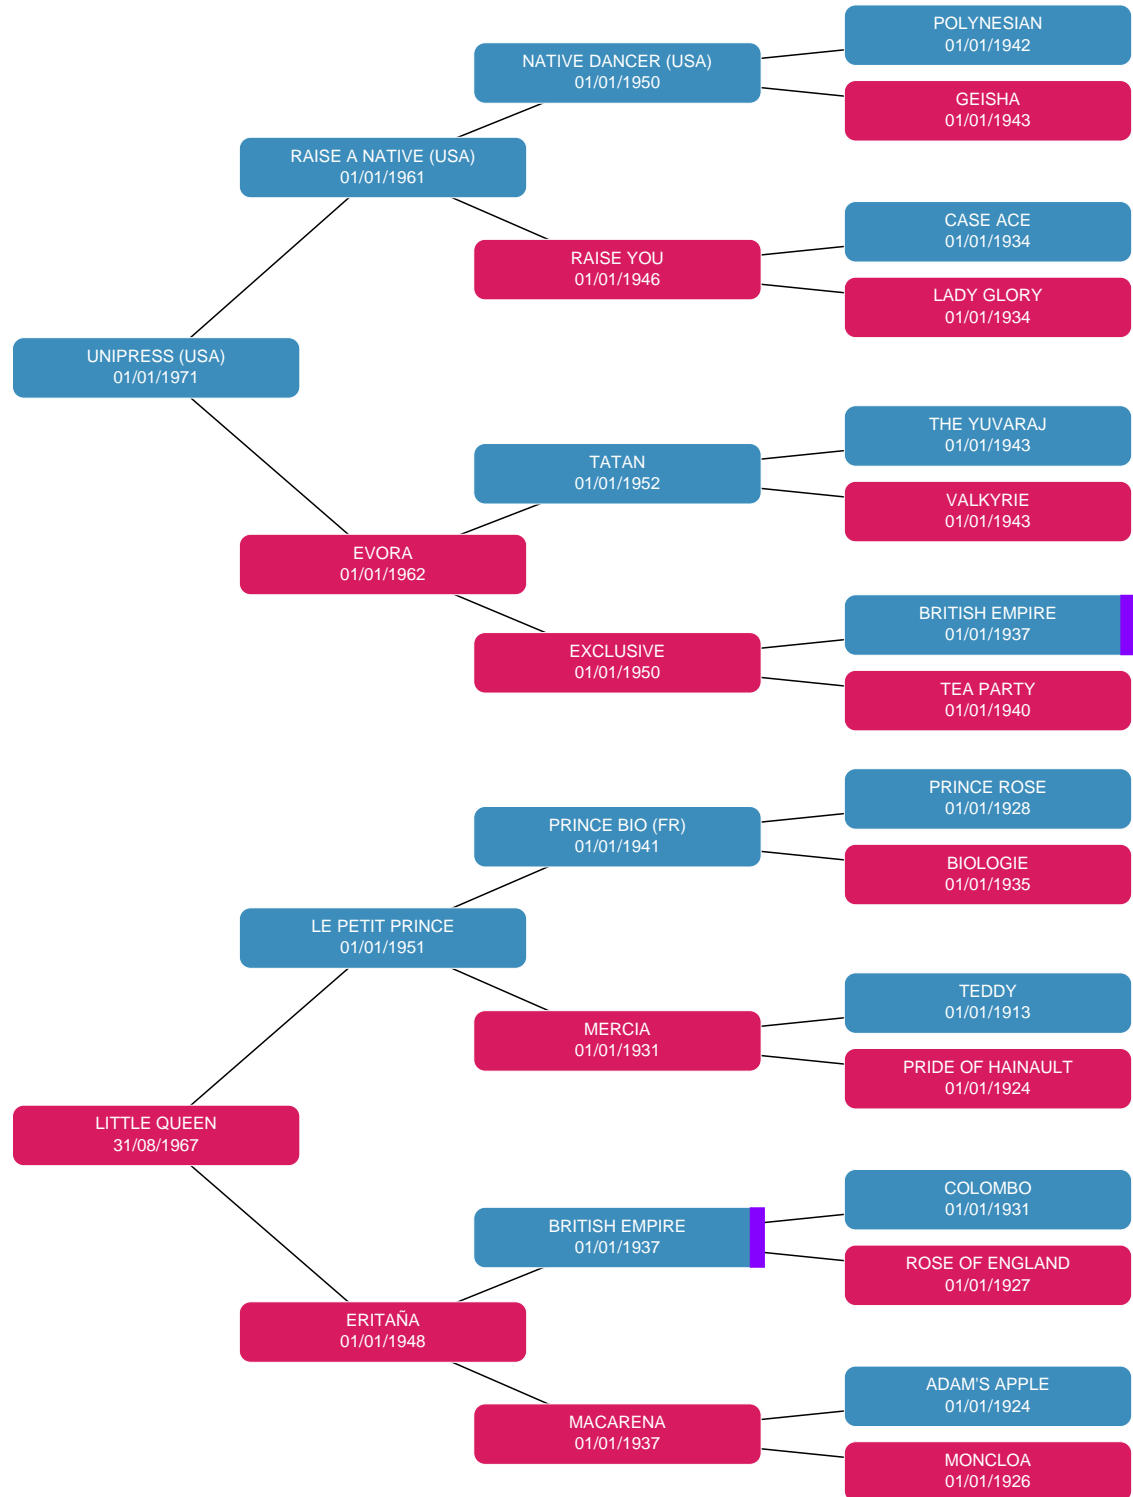 POLYNESIAN
01/01/1942
NATIVE DANCER (USA)
01/01/1950
GEISHA
01/01/1943
RAISE A NATIVE (USA)
01/01/1961
CASE ACE
01/01/1934
RAISE YOU
01/01/1946
LADY GLORY
01/01/1934
UNIPRESS (USA)
01/01/1971
THE YUVARAJ
01/01/1943
TATAN
01/01/1952
VALKYRIE
01/01/1943
EVORA
01/01/1962
BRITISH EMPIRE
01/01/1937
EXCLUSIVE
01/01/1950
TEA PARTY
01/01/1940
PRINCE ROSE
01/01/1928
PRINCE BIO (FR)
01/01/1941
BIOLOGIE
01/01/1935
LE PETIT PRINCE
01/01/1951
TEDDY
01/01/1913
MERCIA
01/01/1931
PRIDE OF HAINAULT
01/01/1924
LITTLE QUEEN
31/08/1967
COLOMBO
01/01/1931
BRITISH EMPIRE
01/01/1937
ROSE OF ENGLAND
01/01/1927
ERITAÑA
01/01/1948
ADAM'S APPLE
01/01/1924
MACARENA
01/01/1937
MONCLOA
01/01/1926